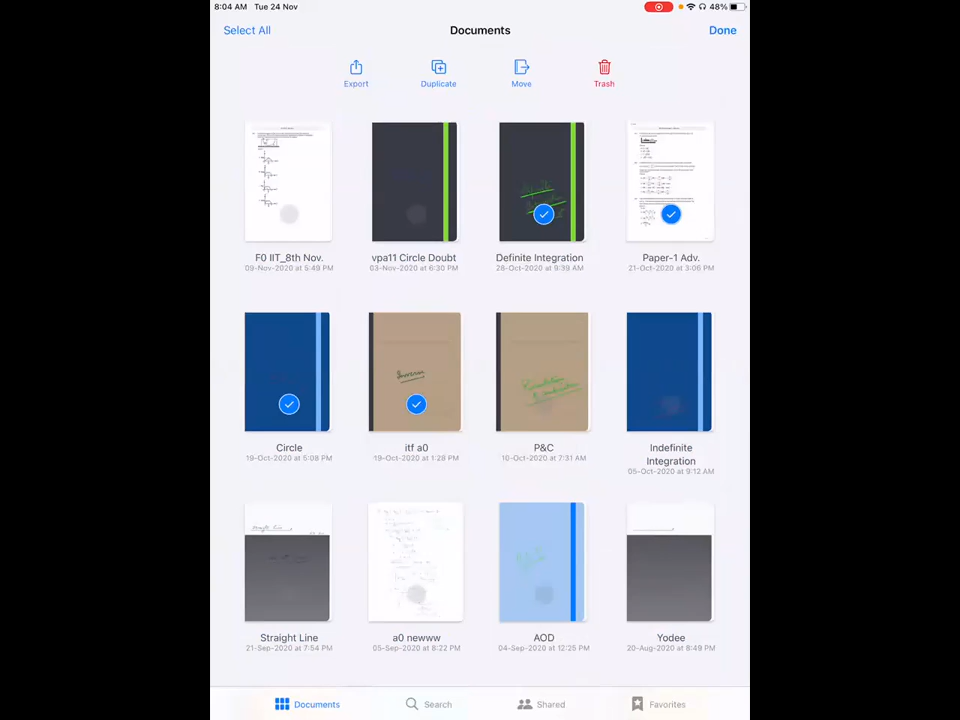 8:04 AM Tue 24 Nov
48%
Select All
Documents
Done
Export
Duplicate
Move
Trash
F0 IIT_8th Nov.
vpa11 Circle Doubt
Definite Integration
Paper-1 Adv.
09-Nov-2020 at 5:49 PM
03-Nov-2020 at 6:30 PM
28-Oct-2020 at 9:39 AM
21-Oct-2020 at 3:06 PM
Inverse
Circle
itf a0
P&C
Indefinite
Integration
19-Oct-2020 at 5:08 PM
19-Oct-2020 at 1:28 PM
10-Oct-2020 at 7:31 AM
05-Oct-2020 at 9:12 AM
Straight Line
Straight Line
a0 newww
AOD
Yodee
21-Sep-2020 at 7:54 PM
05-Sep-2020 at 8:22 PM
04-Sep-2020 at 12:25 PM
20-Aug-2020 at 8:49 PM
Documents
Search
Shared
Favorites